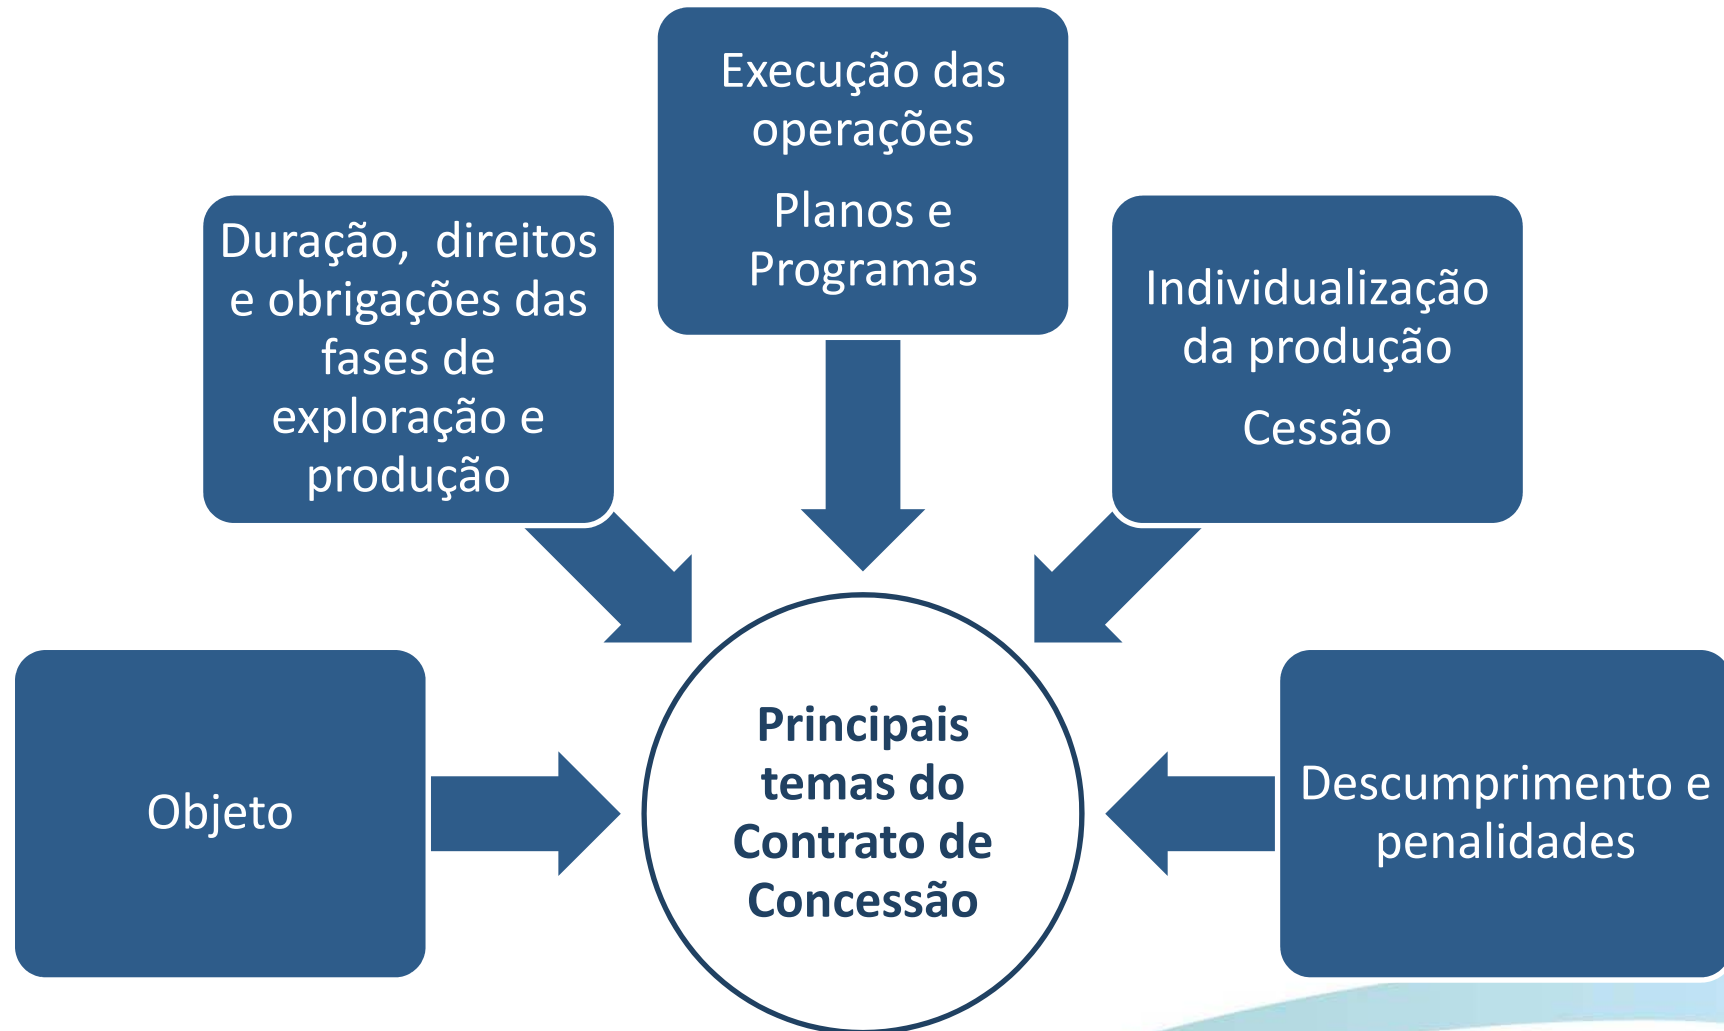 Execução das
operações
Planos e
Programas
Duração,  direitos
e obrigações das
fases de
exploração e
produção
Individualização
da produção
Cessão
Objeto
Principais
temas do
Contrato de
Concessão
Descumprimento e
penalidades